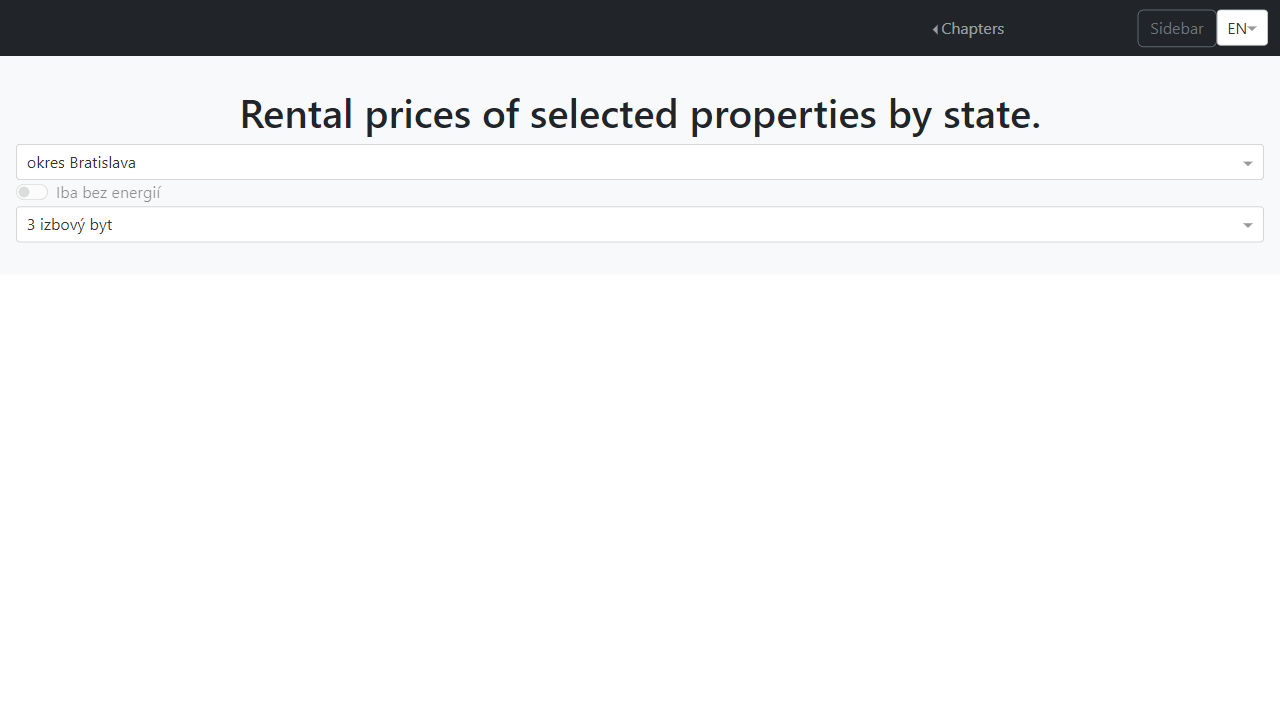 Chapters
Sidebar
EN
Rental prices of selected properties by state.
okres Bratislava
Iba bez energií
3 izbový byt